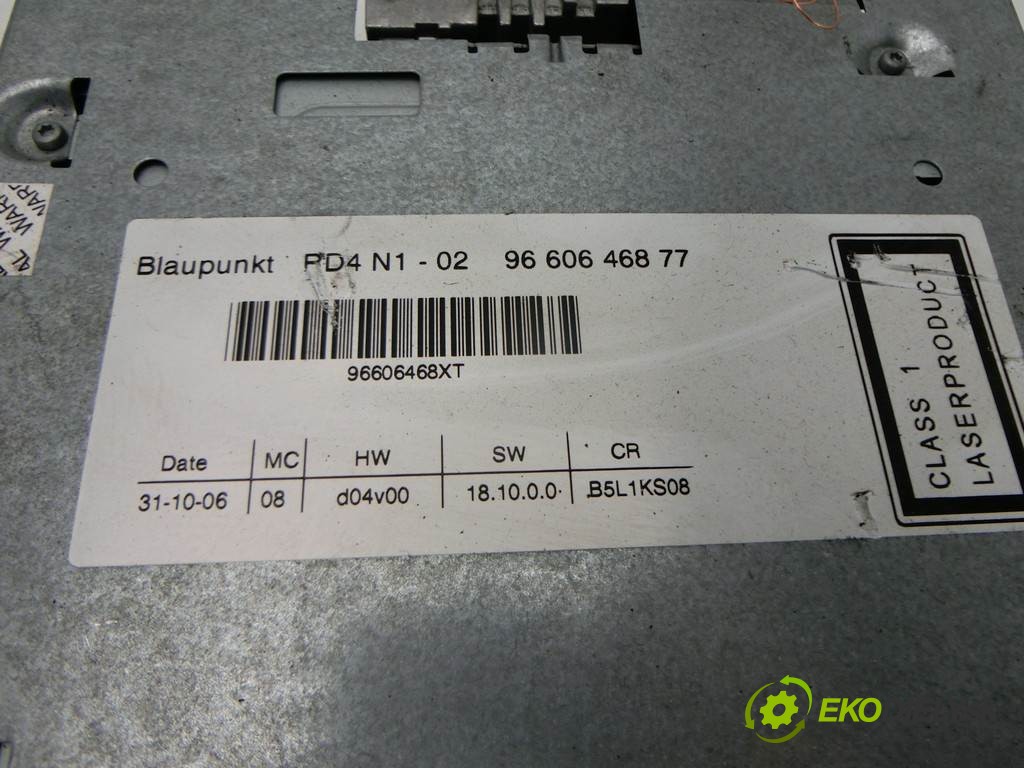 Blaupunkt RD4 N1 - 02 96 606 468 77
96606468XT
Date MC HW SW CR
31-10-06 08 d04v00 18.10.0.0 B5L1KS08
CLASS 1
LASERPRODUCT
EKO